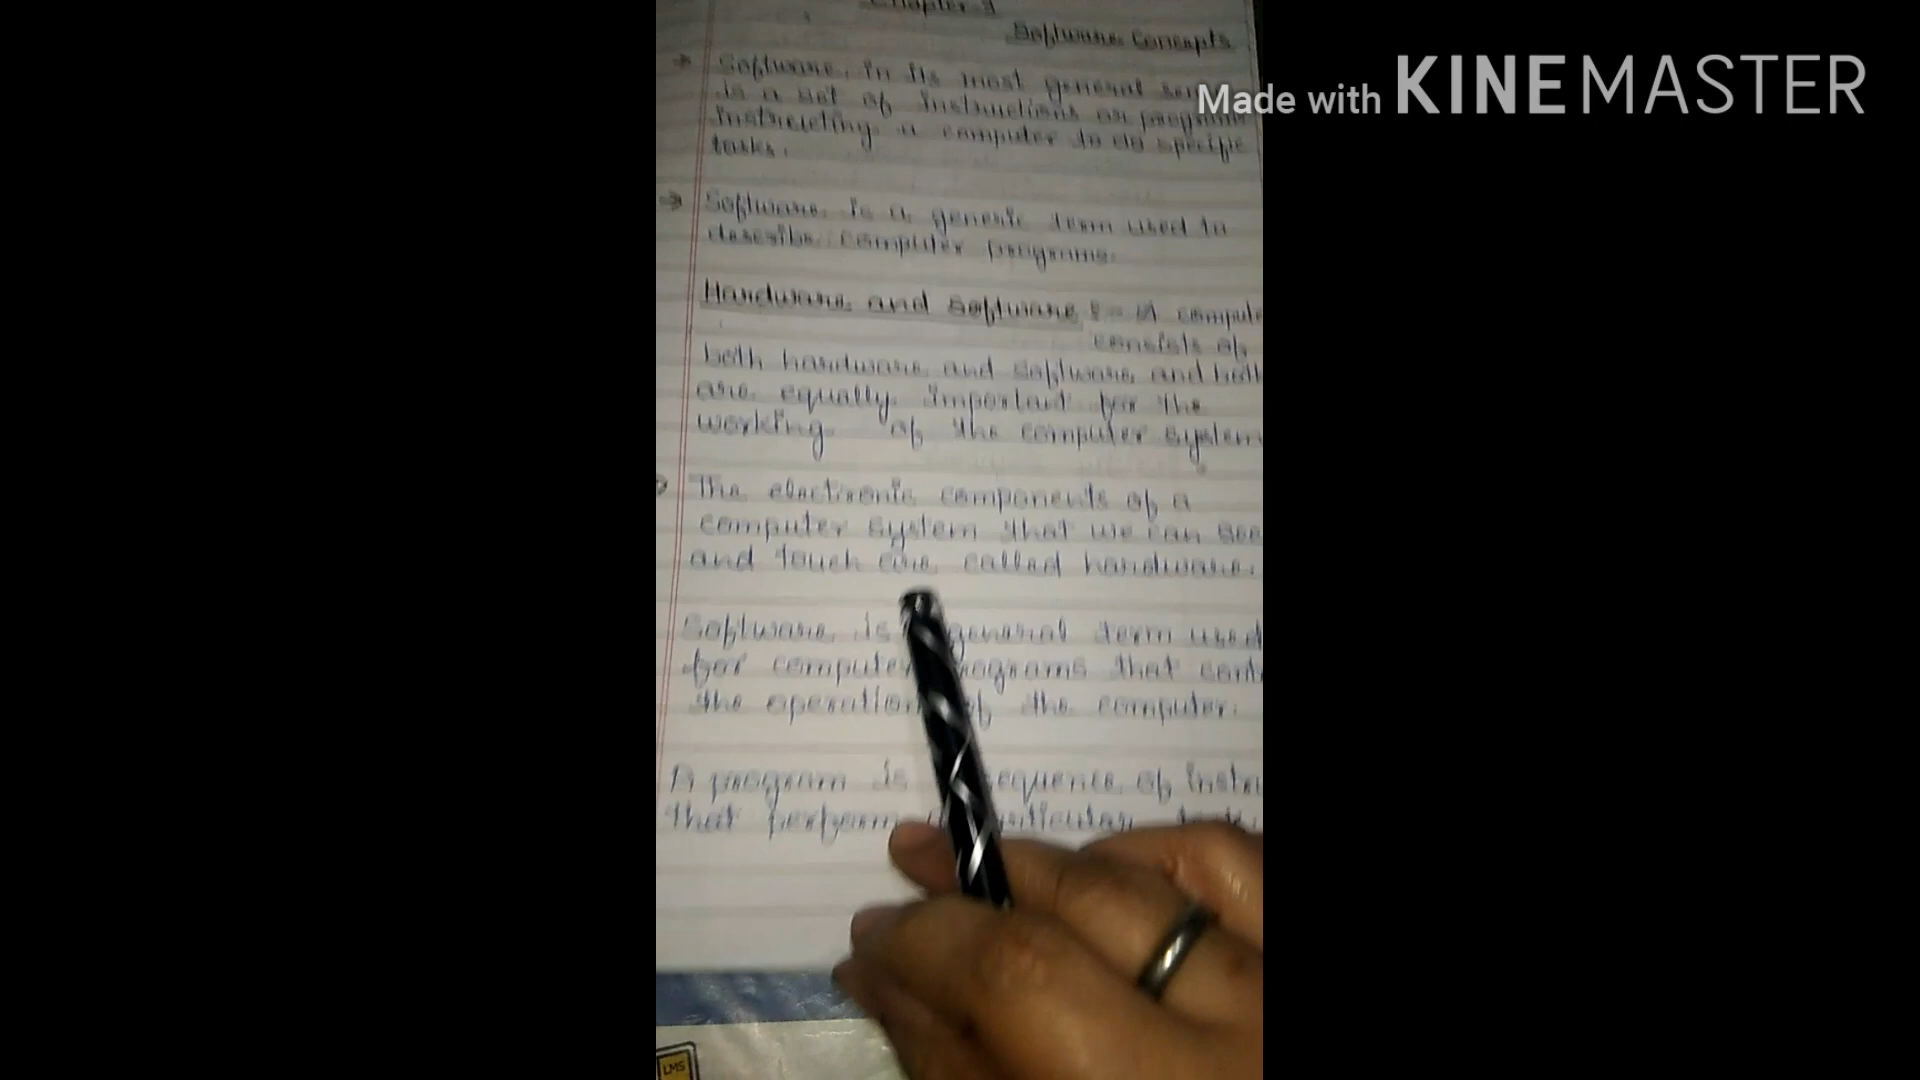 Chapter-3
Software Concepts
→ Software, in its most general
is a set of instructions or
instructing a computer to do specific
tasks.
→ Software is a generic term used to
describe computer programs.
Hardware and Software :- A
consists of
both hardware and software and
are equally important for the
working of the computer system
The electronic components of a
computer system that we can see
and touch are called hardware.
Software is general term used
for computer that
the operation of the computer.
A program is of
that perform
LMS
Made with KINEMASTER